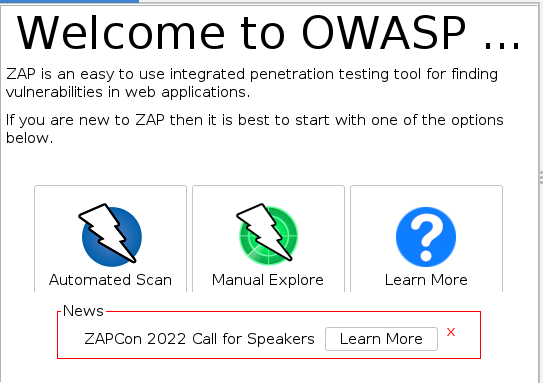 Welcome to OWASP ...
ZAP is an easy to use integrated penetration testing tool for finding
vulnerabilities in web applications.
If you are new to ZAP then it is best to start with one of the options
below.
Automated Scan
Manual Explore
Learn More
News
ZAPCon 2022 Call for Speakers Learn More x